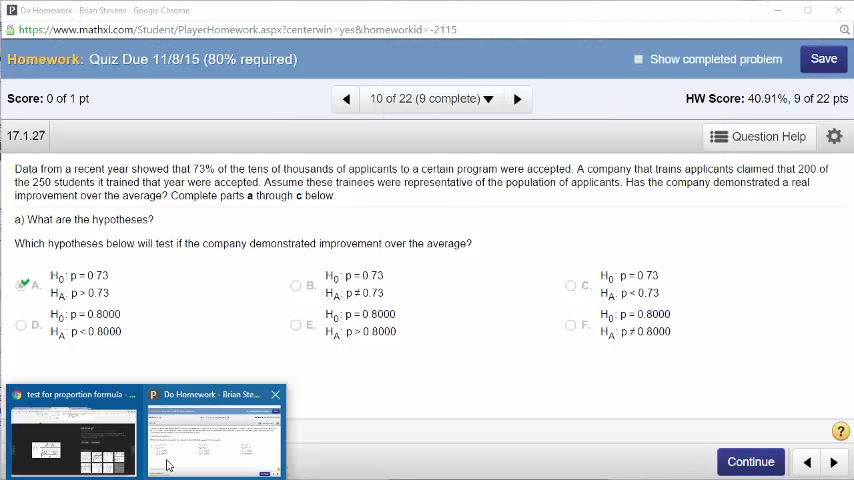 Do Homework - Brian Stevens - Google Chrome
https://www.mathxl.com/Student/PlayerHomework.aspx?centerwin=yes&homeworkid=-2115
Homework: Quiz Due 11/8/15 (80% required)
Show completed problem
Save
Score: 0 of 1 pt
10 of 22 (9 complete)
HW Score: 40.91%, 9 of 22 pts
17.1.27
Question Help
Data from a recent year showed that 73% of the tens of thousands of applicants to a certain program were accepted. A company that trains applicants claimed that 200 of
the 250 students it trained that year were accepted. Assume these trainees were representative of the population of applicants. Has the company demonstrated a real
improvement over the average? Complete parts a through c below.
a) What are the hypotheses?
Which hypotheses below will test if the company demonstrated improvement over the average?
A. H0: p = 0.73
HA: p > 0.73
B. H0: p = 0.73
HA: p ≠ 0.73
C. H0: p = 0.73
HA: p < 0.73
D. H0: p = 0.8000
HA: p < 0.8000
E. H0: p = 0.8000
HA: p > 0.8000
F. H0: p = 0.8000
HA: p ≠ 0.8000
test for proportion formula - ...
Do Homework - Brian Ste...
?
Continue